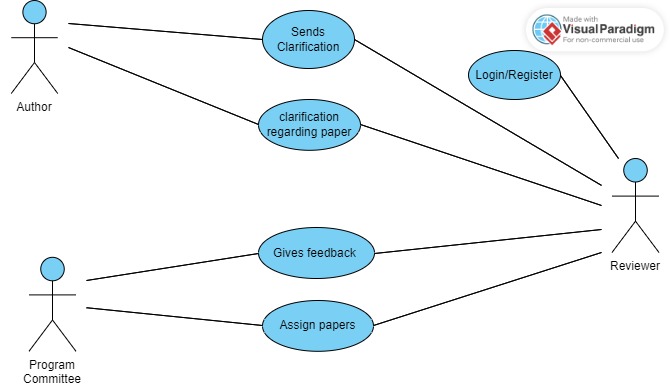 Made with
Visual Paradigm
For non-commercial use
Sends
Clarification
Login/Register
Author
clarification
regarding paper
Gives feedback
Reviewer
Assign papers
Program
Committee